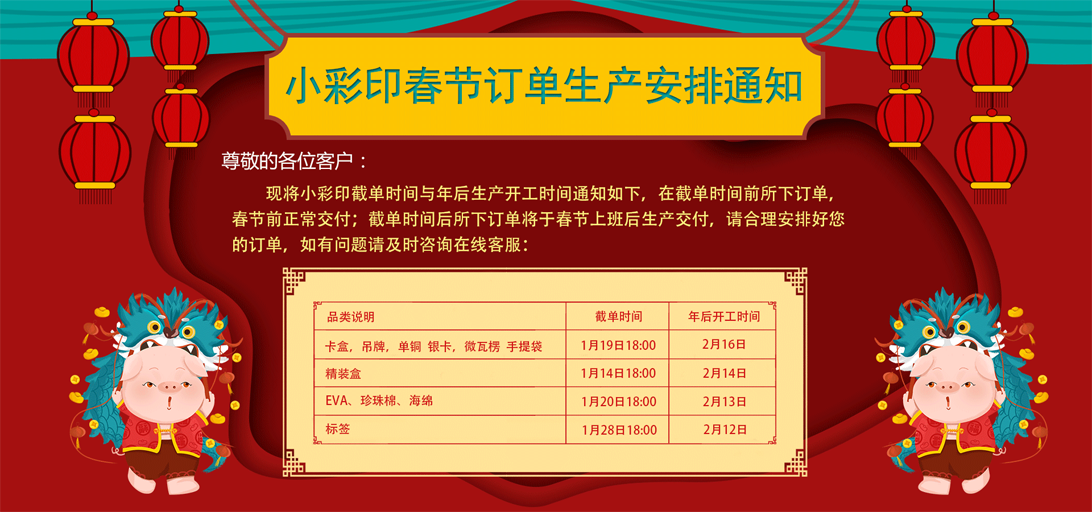 小彩印春节订单生产安排通知
尊敬的各位客户：
现将小彩印截单时间与年后生产开工时间通知如下，在截单时间前所下订单，
春节前正常交付；截单时间后所下订单将于春节上班后生产交付，请合理安排好您
的订单，如有问题请及时咨询在线客服：
品类说明 截单时间 年后开工时间
卡盒，吊牌，单铜 银卡，微瓦楞 手提袋 1月19日18:00 2月16日
精装盒 1月14日18:00 2月14日
EVA、珍珠棉、海绵 1月20日18:00 2月13日
标签 1月28日18:00 2月12日